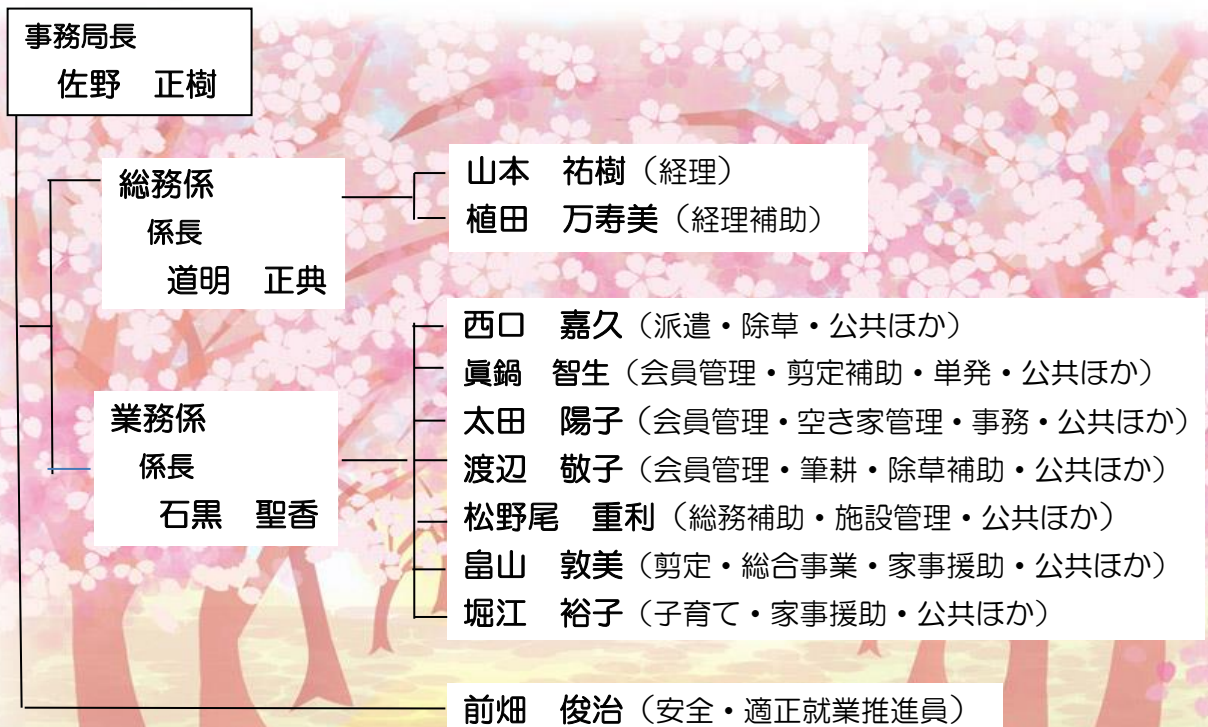 事務局長
佐野　正樹
総務係
係長
道明　正典
山本　祐樹（経理）
植田　万寿美（経理補助）
業務係
係長
石黒　聖香
西口　嘉久（派遣・除草・公共ほか）
眞鍋　智生（会員管理・剪定補助・単発・公共ほか）
太田　陽子（会員管理・空き家管理・事務・公共ほか）
渡辺　敬子（会員管理・筆耕・除草補助・公共ほか）
松野尾　重利（総務補助・施設管理・公共ほか）
畠山　敦美（剪定・総合事業・家事援助・公共ほか）
堀江　裕子（子育て・家事援助・公共ほか）
前畑　俊治（安全・適正就業推進員）